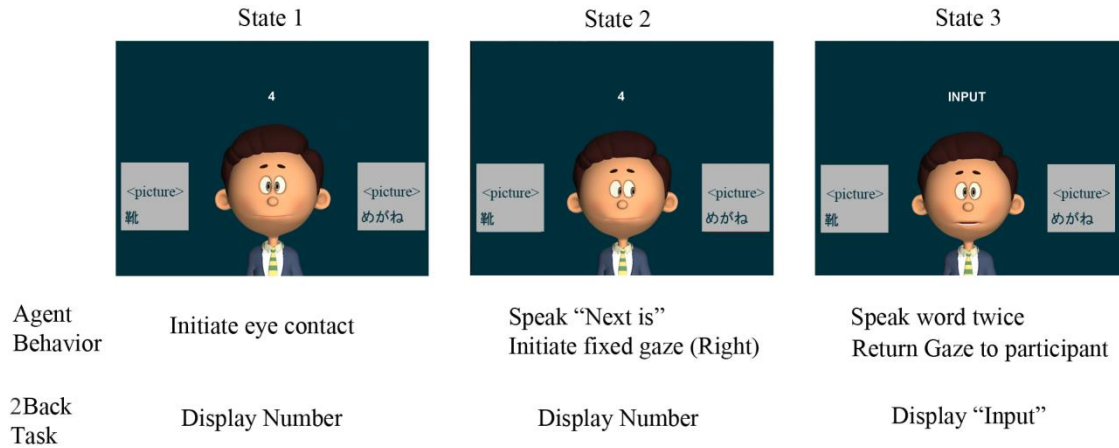 State 1
State 2
State 3
4
4
INPUT
<picture>
靴
<picture>
めがね
<picture>
靴
<picture>
めがね
<picture>
靴
<picture>
めがね
Agent
Behavior
Initiate eye contact
Speak “Next is”
Initiate fixed gaze (Right)
Speak word twice
Return Gaze to participant
2Back
Task
Display Number
Display Number
Display “Input”